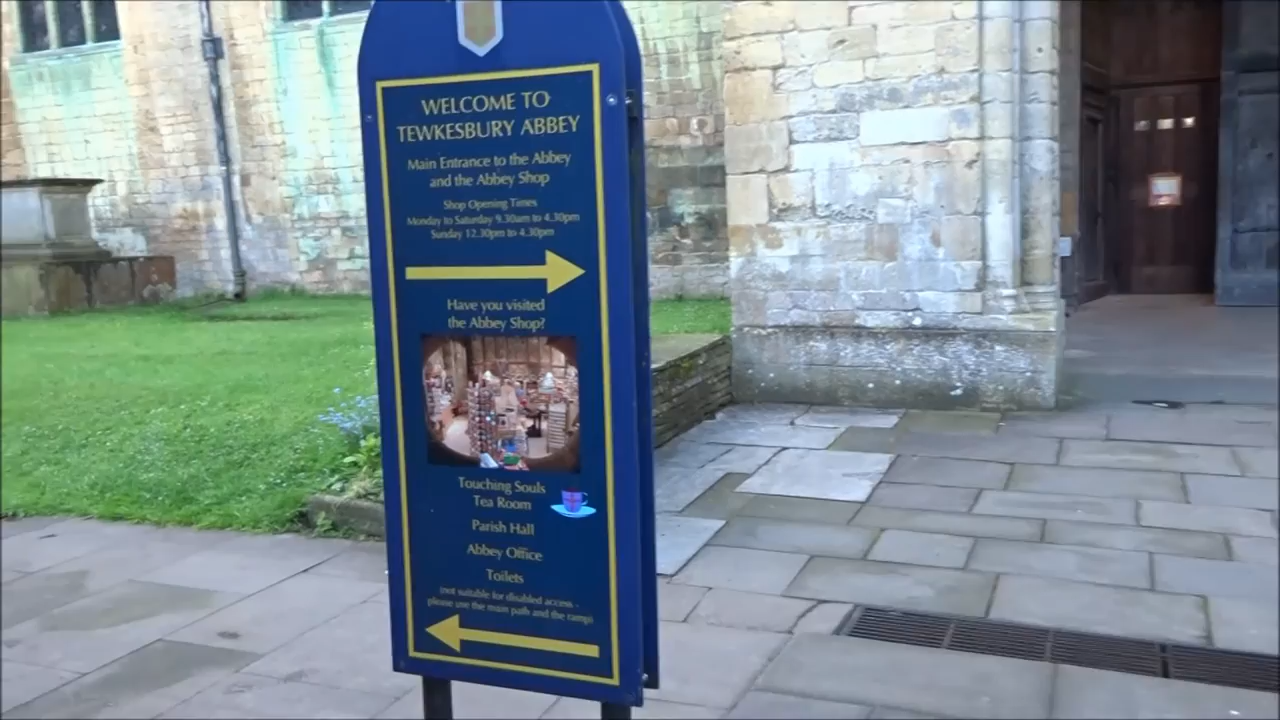 WELCOME TO
TEWKESBURY ABBEY
Main Entrance to the Abbey
and the Abbey Shop
Shop Opening Times
Monday to Saturday 9.30am to 4.30pm
Sunday 12.30pm to 4.30pm
Have you visited
the Abbey Shop?
Touching Souls
Tea Room
Parish Hall
Abbey Office
Toilets
(not suitable for disabled access -
please use the main path and the ramp)